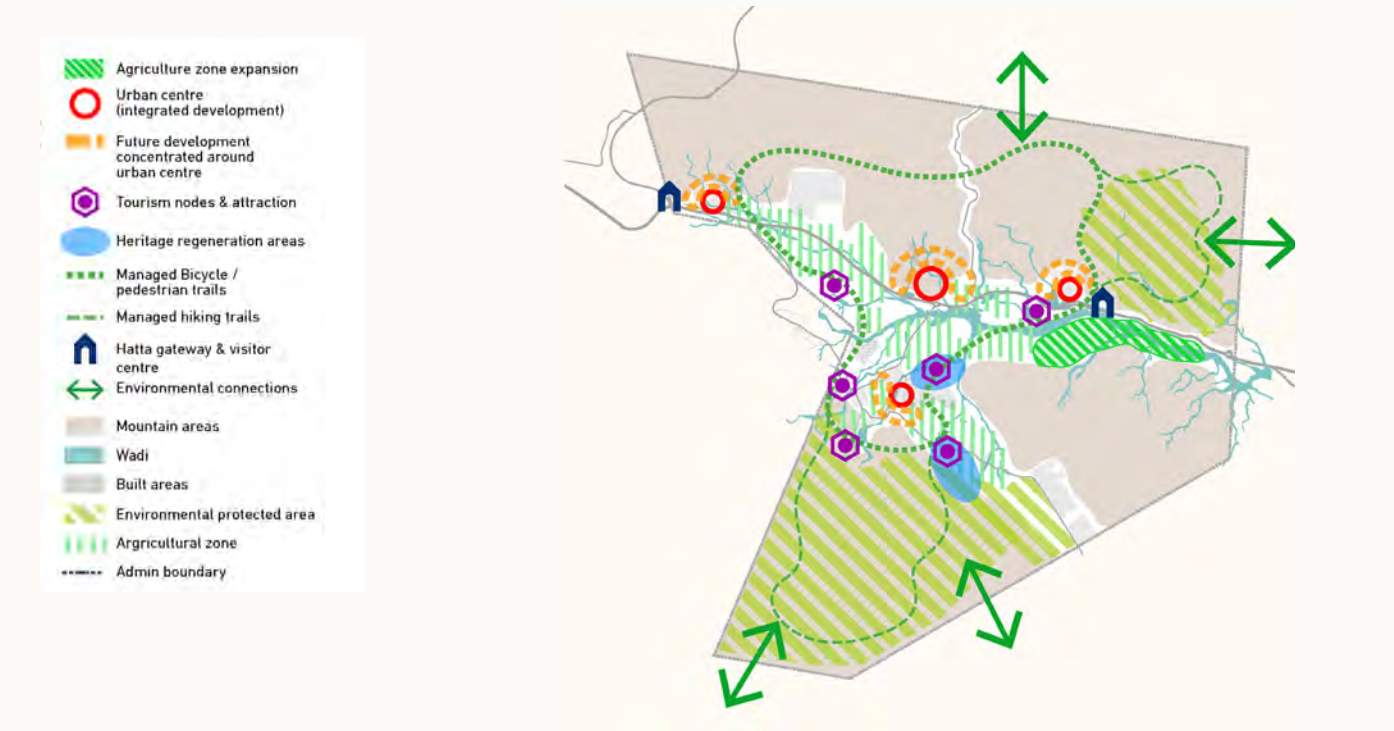 Agriculture zone expansion
Urban centre
(integrated development)
Future development
concentrated around
urban centre
Tourism nodes & attraction
Heritage regeneration areas
Managed Bicycle /
pedestrian trails
Managed hiking trails
Hatta gateway & visitor
centre
Environmental connections
Mountain areas
Wadi
Built areas
Environmental protected area
Argricultural zone
Admin boundary